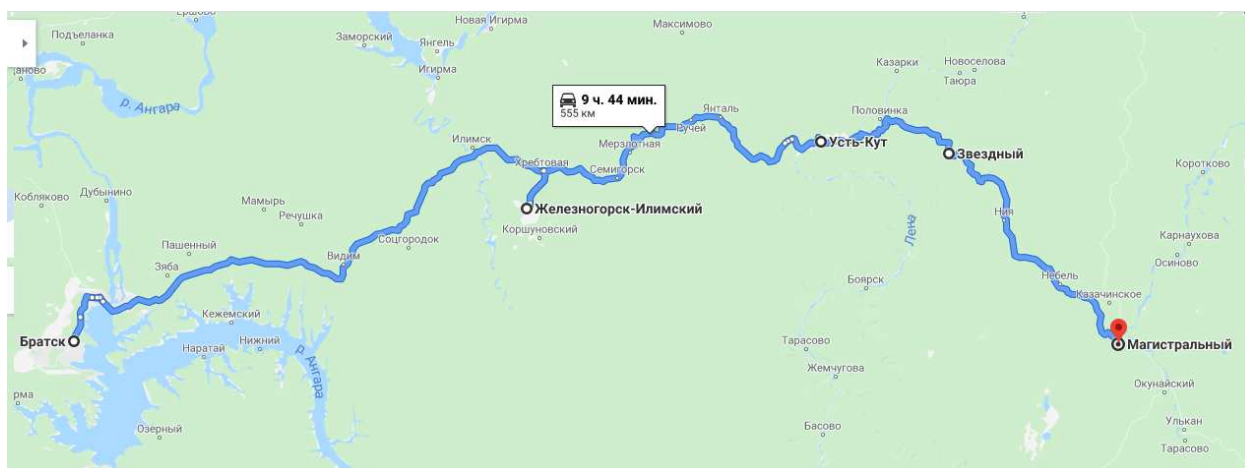 Ершово
Подъеланка
Новая Игирма
Максимово
Заморский
Янгель
Игирма
Казарки
Новоселова
Таюра
р. Ангара
9 ч. 44 мин.
555 км
Янталь
Ручей
Половинка
Мерзлотная
Усть-Кут
Звездный
Илимск
Хребтовая
Семигорск
Коротково
Дубынино
Кобляково
Мамырь
Речушка
Железногорск-Илимский
Коршуновский
Лена
Ния
Карнаухова
Осиново
Пашенный
Соцгородок
Видим
Зяба
Боярск
Небель
Казачинское
Кежемский
Братск
Наратай
Нижний
р. Ангара
Тарасово
Магистральный
Жемчугова
Окунайский
рма
Озерный
Басово
Улькан
Тарасово